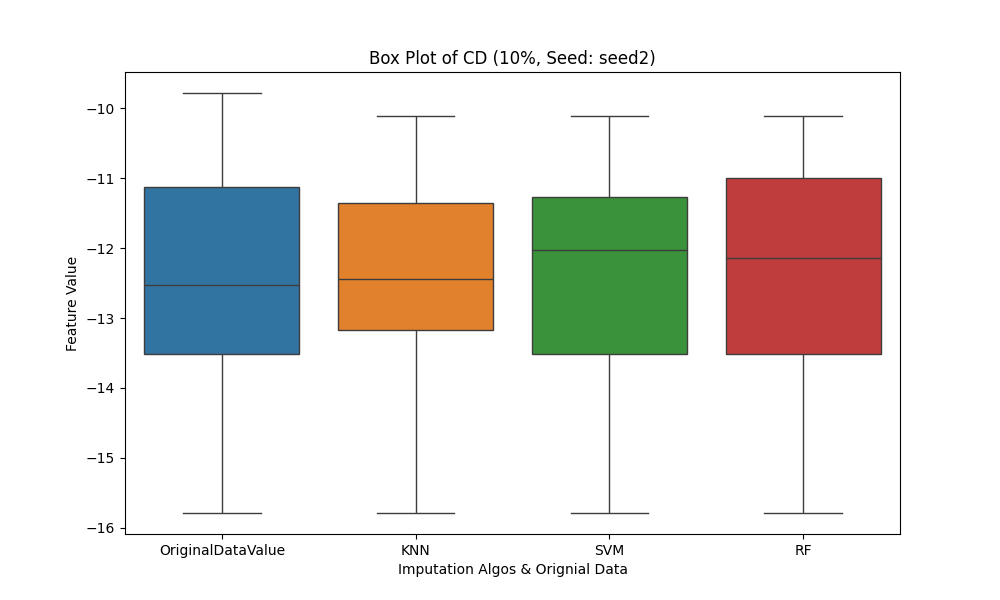 Box Plot of CD (10%, Seed: seed2)
Feature Value
−10
−11
−12
−13
−14
−15
−16
OriginalDataValue KNN SVM RF
Imputation Algos & Orignial Data